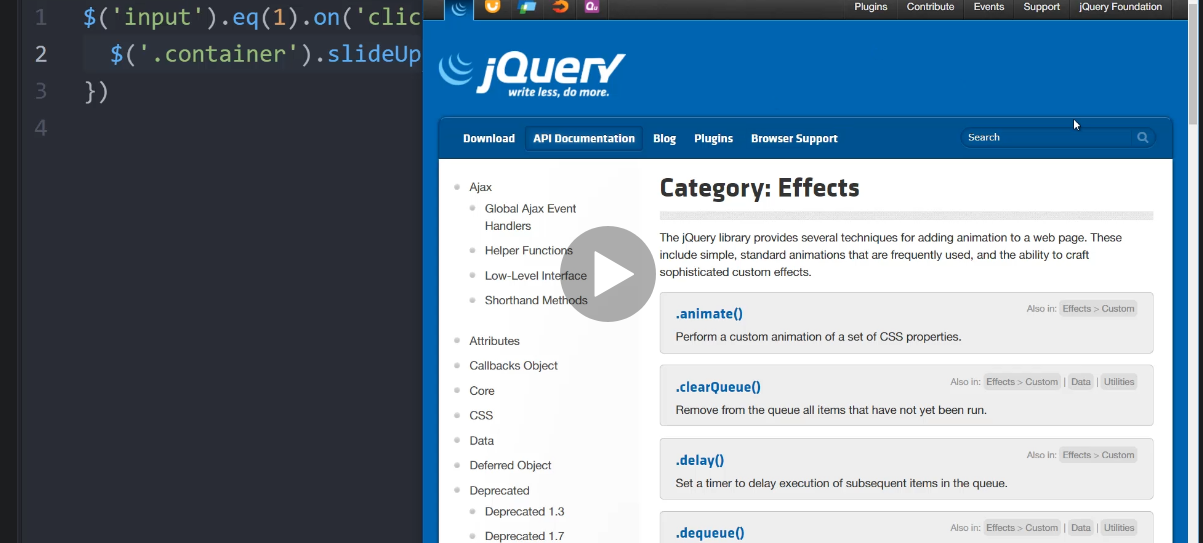 1 $('input').eq(1).on('clic
2 $('.container').slideUp
3 })
4
Plugins Contribute Events Support jQuery Foundation
jQuery
write less, do more.
Download API Documentation Blog Plugins Browser Support Search
Ajax
Global Ajax Event
Handlers
Helper Functions
Low-Level Interface
Shorthand Methods
Attributes
Callbacks Object
Core
CSS
Data
Deferred Object
Deprecated
Deprecated 1.3
Deprecated 1.7
Category: Effects
The jQuery library provides several techniques for adding animation to a web page. These
include simple, standard animations that are frequently used, and the ability to craft
sophisticated custom effects.
.animate() Also in: Effects > Custom
Perform a custom animation of a set of CSS properties.
.clearQueue() Also in: Effects > Custom | Data | Utilities
Remove from the queue all items that have not yet been run.
.delay() Also in: Effects > Custom
Set a timer to delay execution of subsequent items in the queue.
.dequeue() Also in: Effects > Custom | Data | Utilities